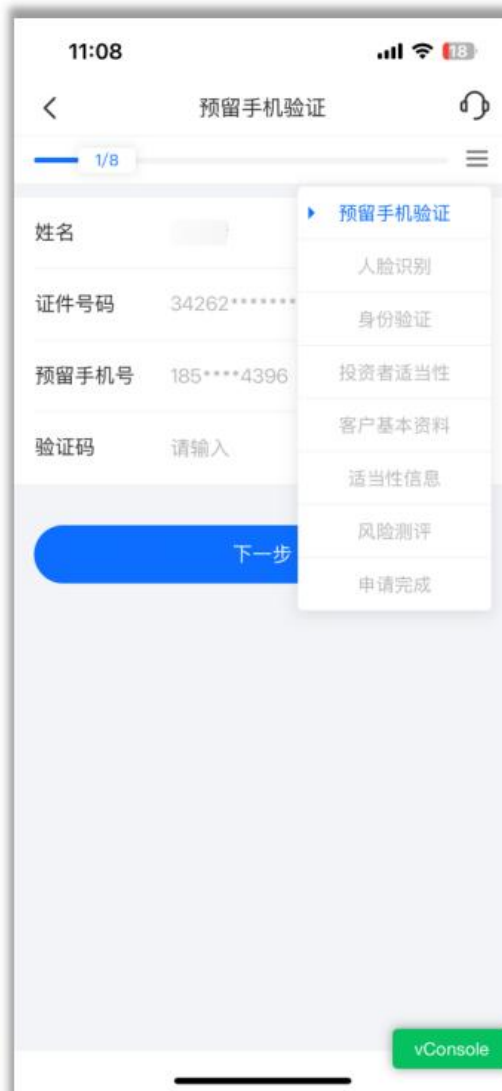 11:08
18
预留手机验证
1/8
姓名
证件号码 34262*******
预留手机号 185****4396
验证码 请输入
下一步
预留手机验证
人脸识别
身份验证
投资者适当性
客户基本资料
适当性信息
风险测评
申请完成
vConsole